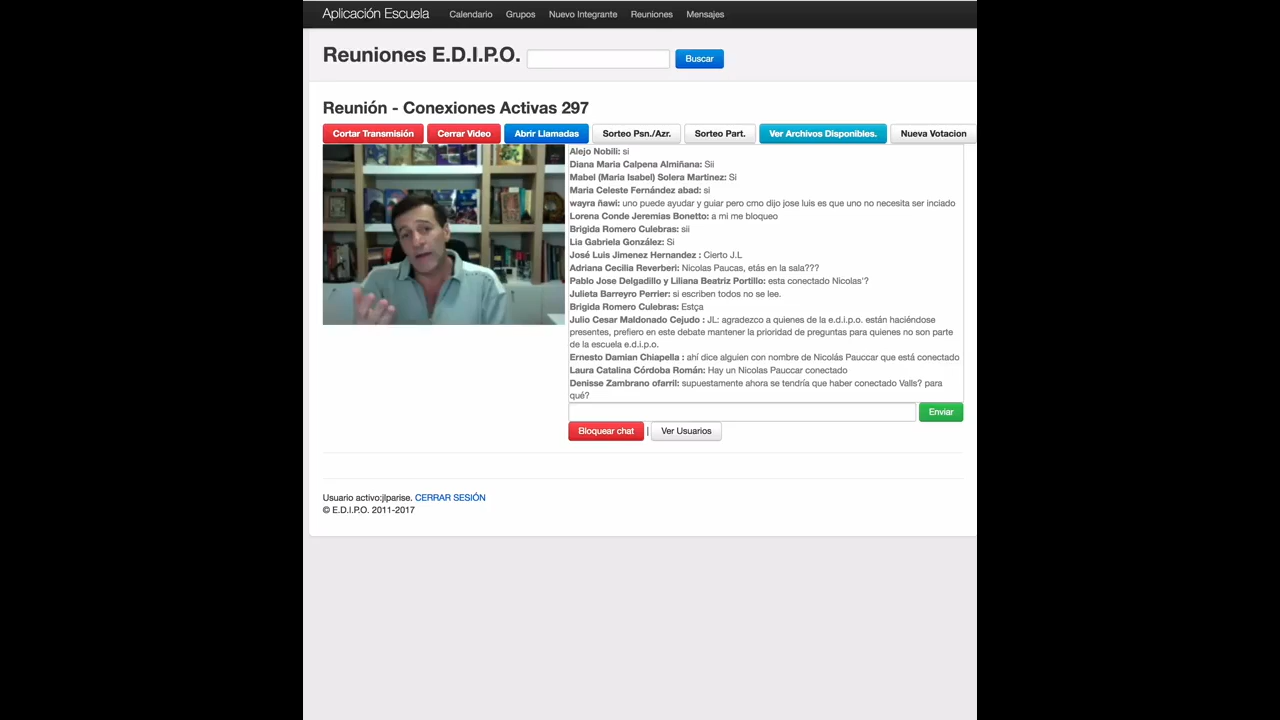 Aplicación Escuela Calendario Grupos Nuevo Integrante Reuniones Mensajes
Reuniones E.D.I.P.O. Buscar
Reunión - Conexiones Activas 297
Cortar Transmisión Cerrar Video Abrir Llamadas Sorteo Psn./Azr. Sorteo Part. Ver Archivos Disponibles. Nueva Votacion
Alejo Nobili: si
Diana Maria Calpena Almiñana: Sii
Mabel (Maria Isabel) Solera Martinez: Si
Maria Celeste Fernández abad: si
wayra ñawi: uno puede ayudar y guiar pero cmo dijo jose luis es que uno no necesita ser inciado
Lorena Conde Jeremias Bonetto: a mi me bloqueo
Brigida Romero Culebras: sii
Lia Gabriela González: Si
José Luis Jimenez Hernandez : Cierto J.L
Adriana Cecilia Reverberi: Nicolas Paucas, etás en la sala???
Pablo Jose Delgadillo y Liliana Beatriz Portillo: esta conectado Nicolas'?
Julieta Barreyro Perrier: si escriben todos no se lee.
Brigida Romero Culebras: Estça
Julio Cesar Maldonado Cejudo : JL: agradezco a quienes de la e.d.i.p.o. están haciéndose
presentes, prefiero en este debate mantener la prioridad de preguntas para quienes no son parte
de la escuela e.d.i.p.o.
Ernesto Damian Chiapella : ahí dice alguien con nombre de Nicolás Pauccar que está conectado
Laura Catalina Córdoba Román: Hay un Nicolas Pauccar conectado
Denisse Zambrano ofarril: supuestamente ahora se tendría que haber conectado Valls? para
qué?
Enviar
Bloquear chat | Ver Usuarios
Usuario activo:jlparise. CERRAR SESIÓN
© E.D.I.P.O. 2011-2017